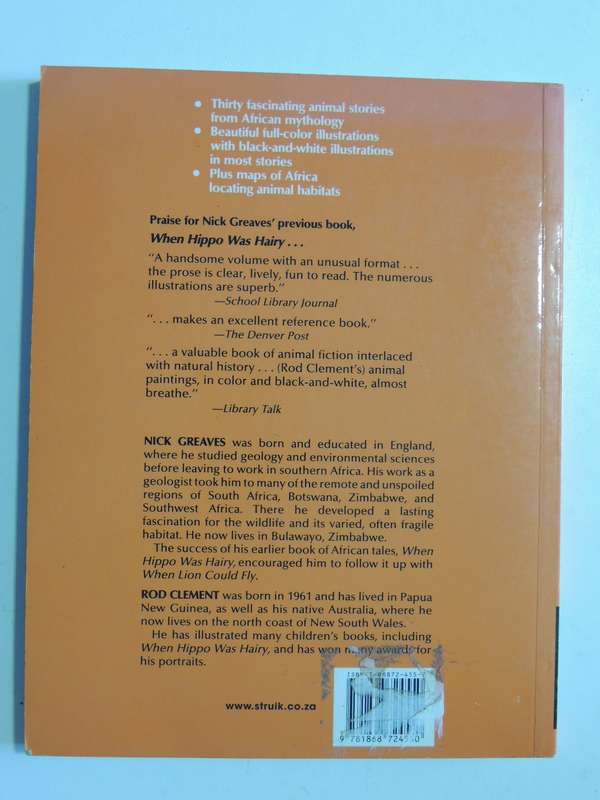 • Thirty fascinating animal stories
from African mythology
• Beautiful full-color illustrations
with black-and-white illustrations
in most stories
• Plus maps of Africa
locating animal habitats
Praise for Nick Greaves' previous book,
When Hippo Was Hairy . . .
"A handsome volume with an unusual format . . .
the prose is clear, lively, fun to read. The numerous
illustrations are superb."
—School Library Journal
". . . makes an excellent reference book."
—The Denver Post
". . . a valuable book of animal fiction interlaced
with natural history . . . (Rod Clement's) animal
paintings, in color and black-and-white, almost
breathe."
—Library Talk
NICK GREAVES was born and educated in England,
where he studied geology and environmental sciences
before leaving to work in southern Africa. His work as a
geologist took him to many of the remote and unspoiled
regions of South Africa, Botswana, Zimbabwe, and
Southwest Africa. There he developed a lasting
fascination for the wildlife and its varied, often fragile
habitat. He now lives in Bulawayo, Zimbabwe.
The success of his earlier book of African tales, When
Hippo Was Hairy, encouraged him to follow it up with
When Lion Could Fly.
ROD CLEMENT was born in 1961 and has lived in Papua
New Guinea, as well as his native Australia, where he
now lives on the north coast of New South Wales.
He has illustrated many children's books, including
When Hippo Was Hairy, and has won many awards for
his portraits.
www.struik.co.za
ISBN
9 781868